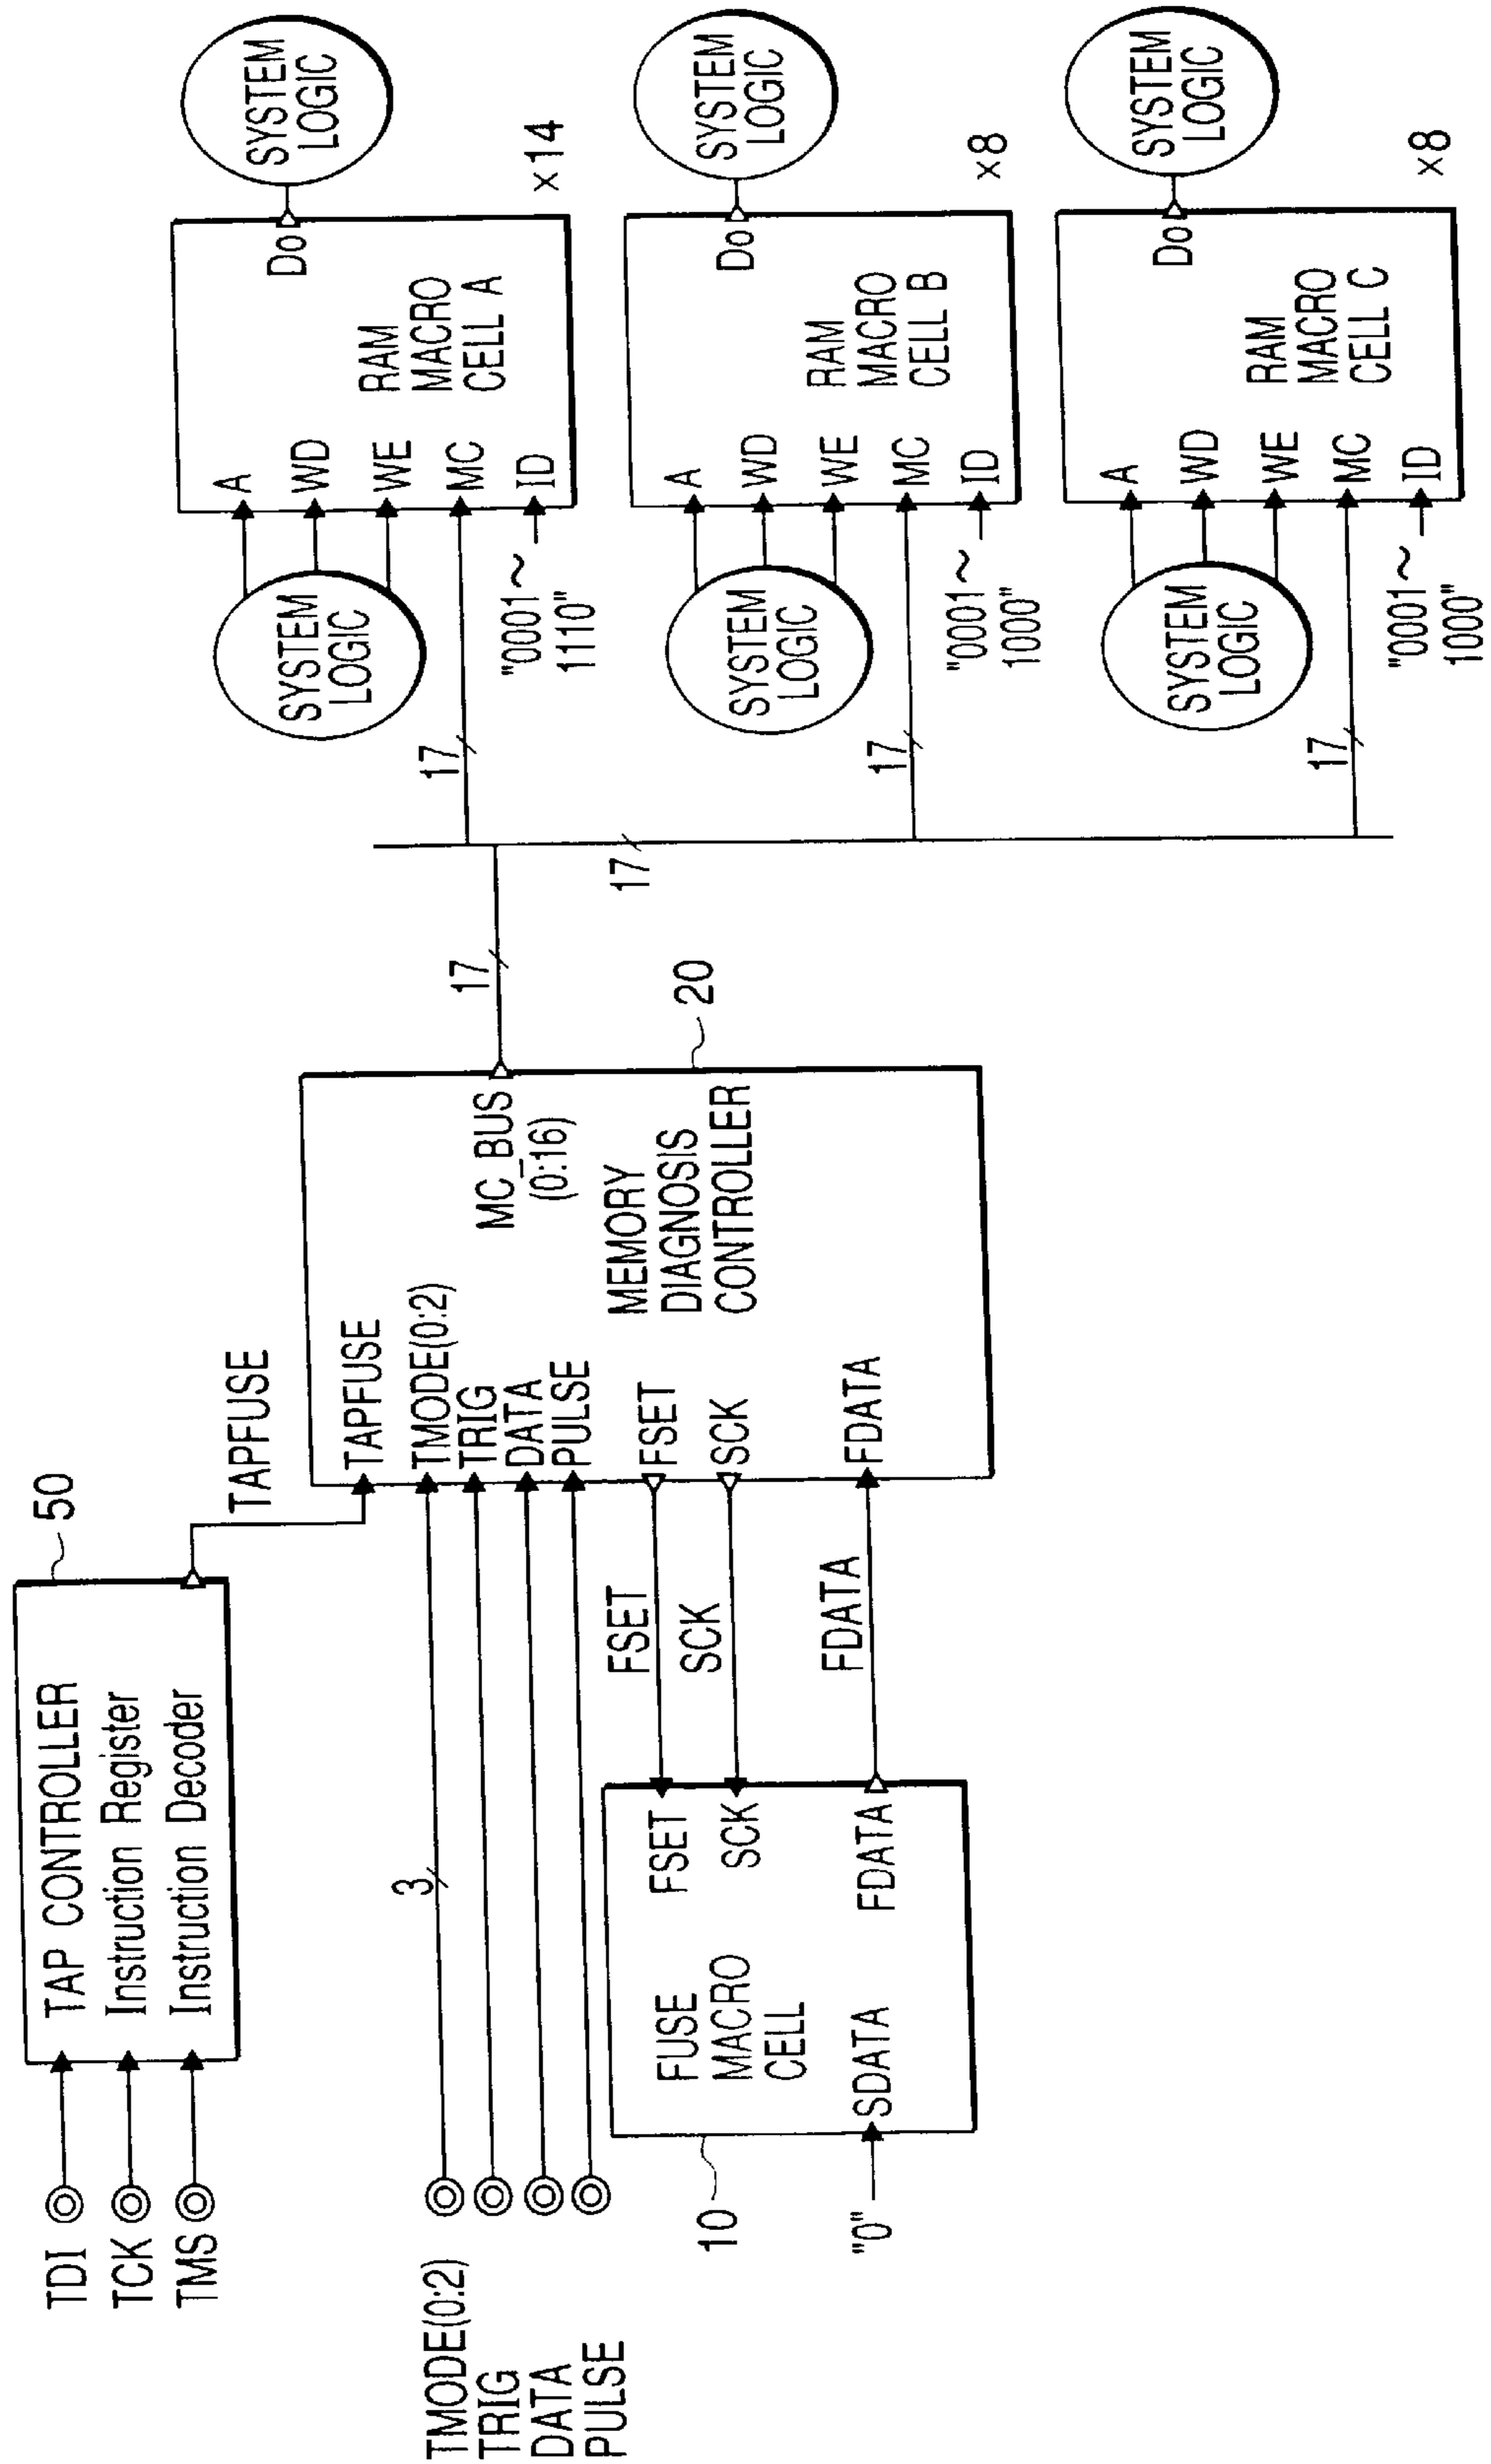 TDI
TCK
TMS
TAP CONTROLLER
Instruction Register
Instruction Decoder
50
TAPFUSE
TMODE(0:2)
TRIG
DATA
PULSE
3
TAPFUSE
TMODE(0:2)
TRIG
DATA
PULSE
FSET
SCK
FDATA
MC_BUS
(0:16)
MEMORY
DIAGNOSIS
CONTROLLER
20
FSET
SCK
FDATA
10
FUSE
MACRO
CELL
FSET
SCK
FDATA
SDATA
"0"
17
17
17
SYSTEM
LOGIC
A
WD
WE
MC
ID
"0001~
1110"
RAM
MACRO
CELL A
Do
SYSTEM
LOGIC
×14
17
SYSTEM
LOGIC
A
WD
WE
MC
ID
"0001~
1000"
RAM
MACRO
CELL B
Do
SYSTEM
LOGIC
×8
17
SYSTEM
LOGIC
A
WD
WE
MC
ID
"0001~
1000"
RAM
MACRO
CELL C
Do
SYSTEM
LOGIC
×8